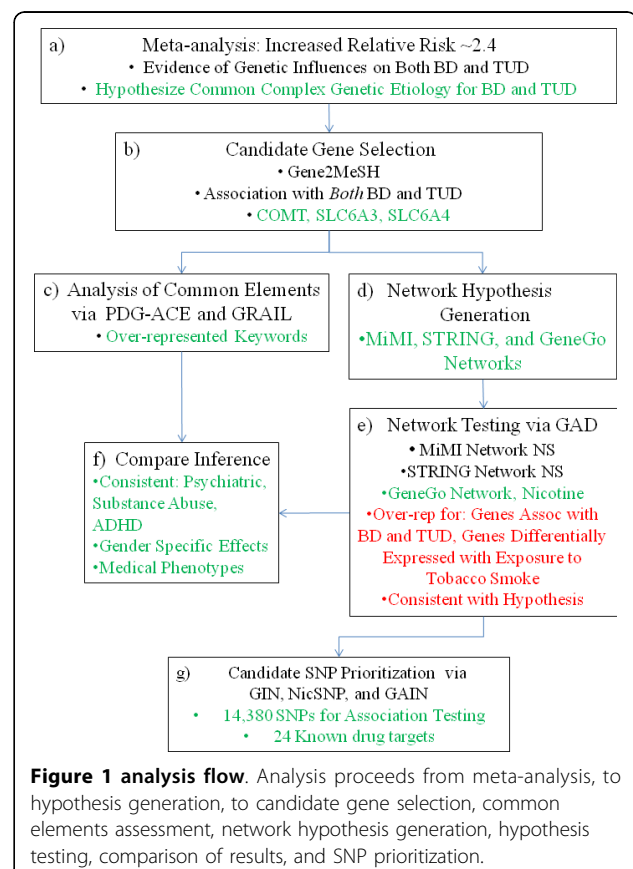 a) Meta-analysis: Increased Relative Risk ~2.4
• Evidence of Genetic Influences on Both BD and TUD
• Hypothesize Common Complex Genetic Etiology for BD and TUD
b) Candidate Gene Selection
• Gene2MeSH
• Association with Both BD and TUD
• COMT, SLC6A3, SLC6A4
c) Analysis of Common Elements
via PDG-ACE and GRAIL
• Over-represented Keywords
d) Network Hypothesis
Generation
•MiMI, STRING, and GeneGo
Networks
e) Network Testing via GAD
• MiMI Network NS
•STRING Network NS
•GeneGo Network, Nicotine
•Over-rep for: Genes Assoc with
BD and TUD, Genes Differentially
Expressed with Exposure to
Tobacco Smoke
•Consistent with Hypothesis
f) Compare Inference
•Consistent: Psychiatric,
Substance Abuse,
ADHD
•Gender Specific Effects
•Medical Phenotypes
g) Candidate SNP Prioritization via
GIN, NicSNP, and GAIN
• 14,380 SNPs for Association Testing
• 24 Known drug targets
Figure 1 analysis flow. Analysis proceeds from meta-analysis, to
hypothesis generation, to candidate gene selection, common
elements assessment, network hypothesis generation, hypothesis
testing, comparison of results, and SNP prioritization.